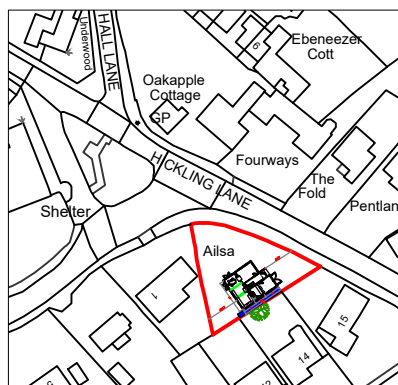 Underwood
HALL LANE
6
Ebeneezer
Cott
Oakapple
Cottage
GP
HICKLING LANE
Fourways
The
Fold
Pentlan
Shelter
Ailsa
1
15
14